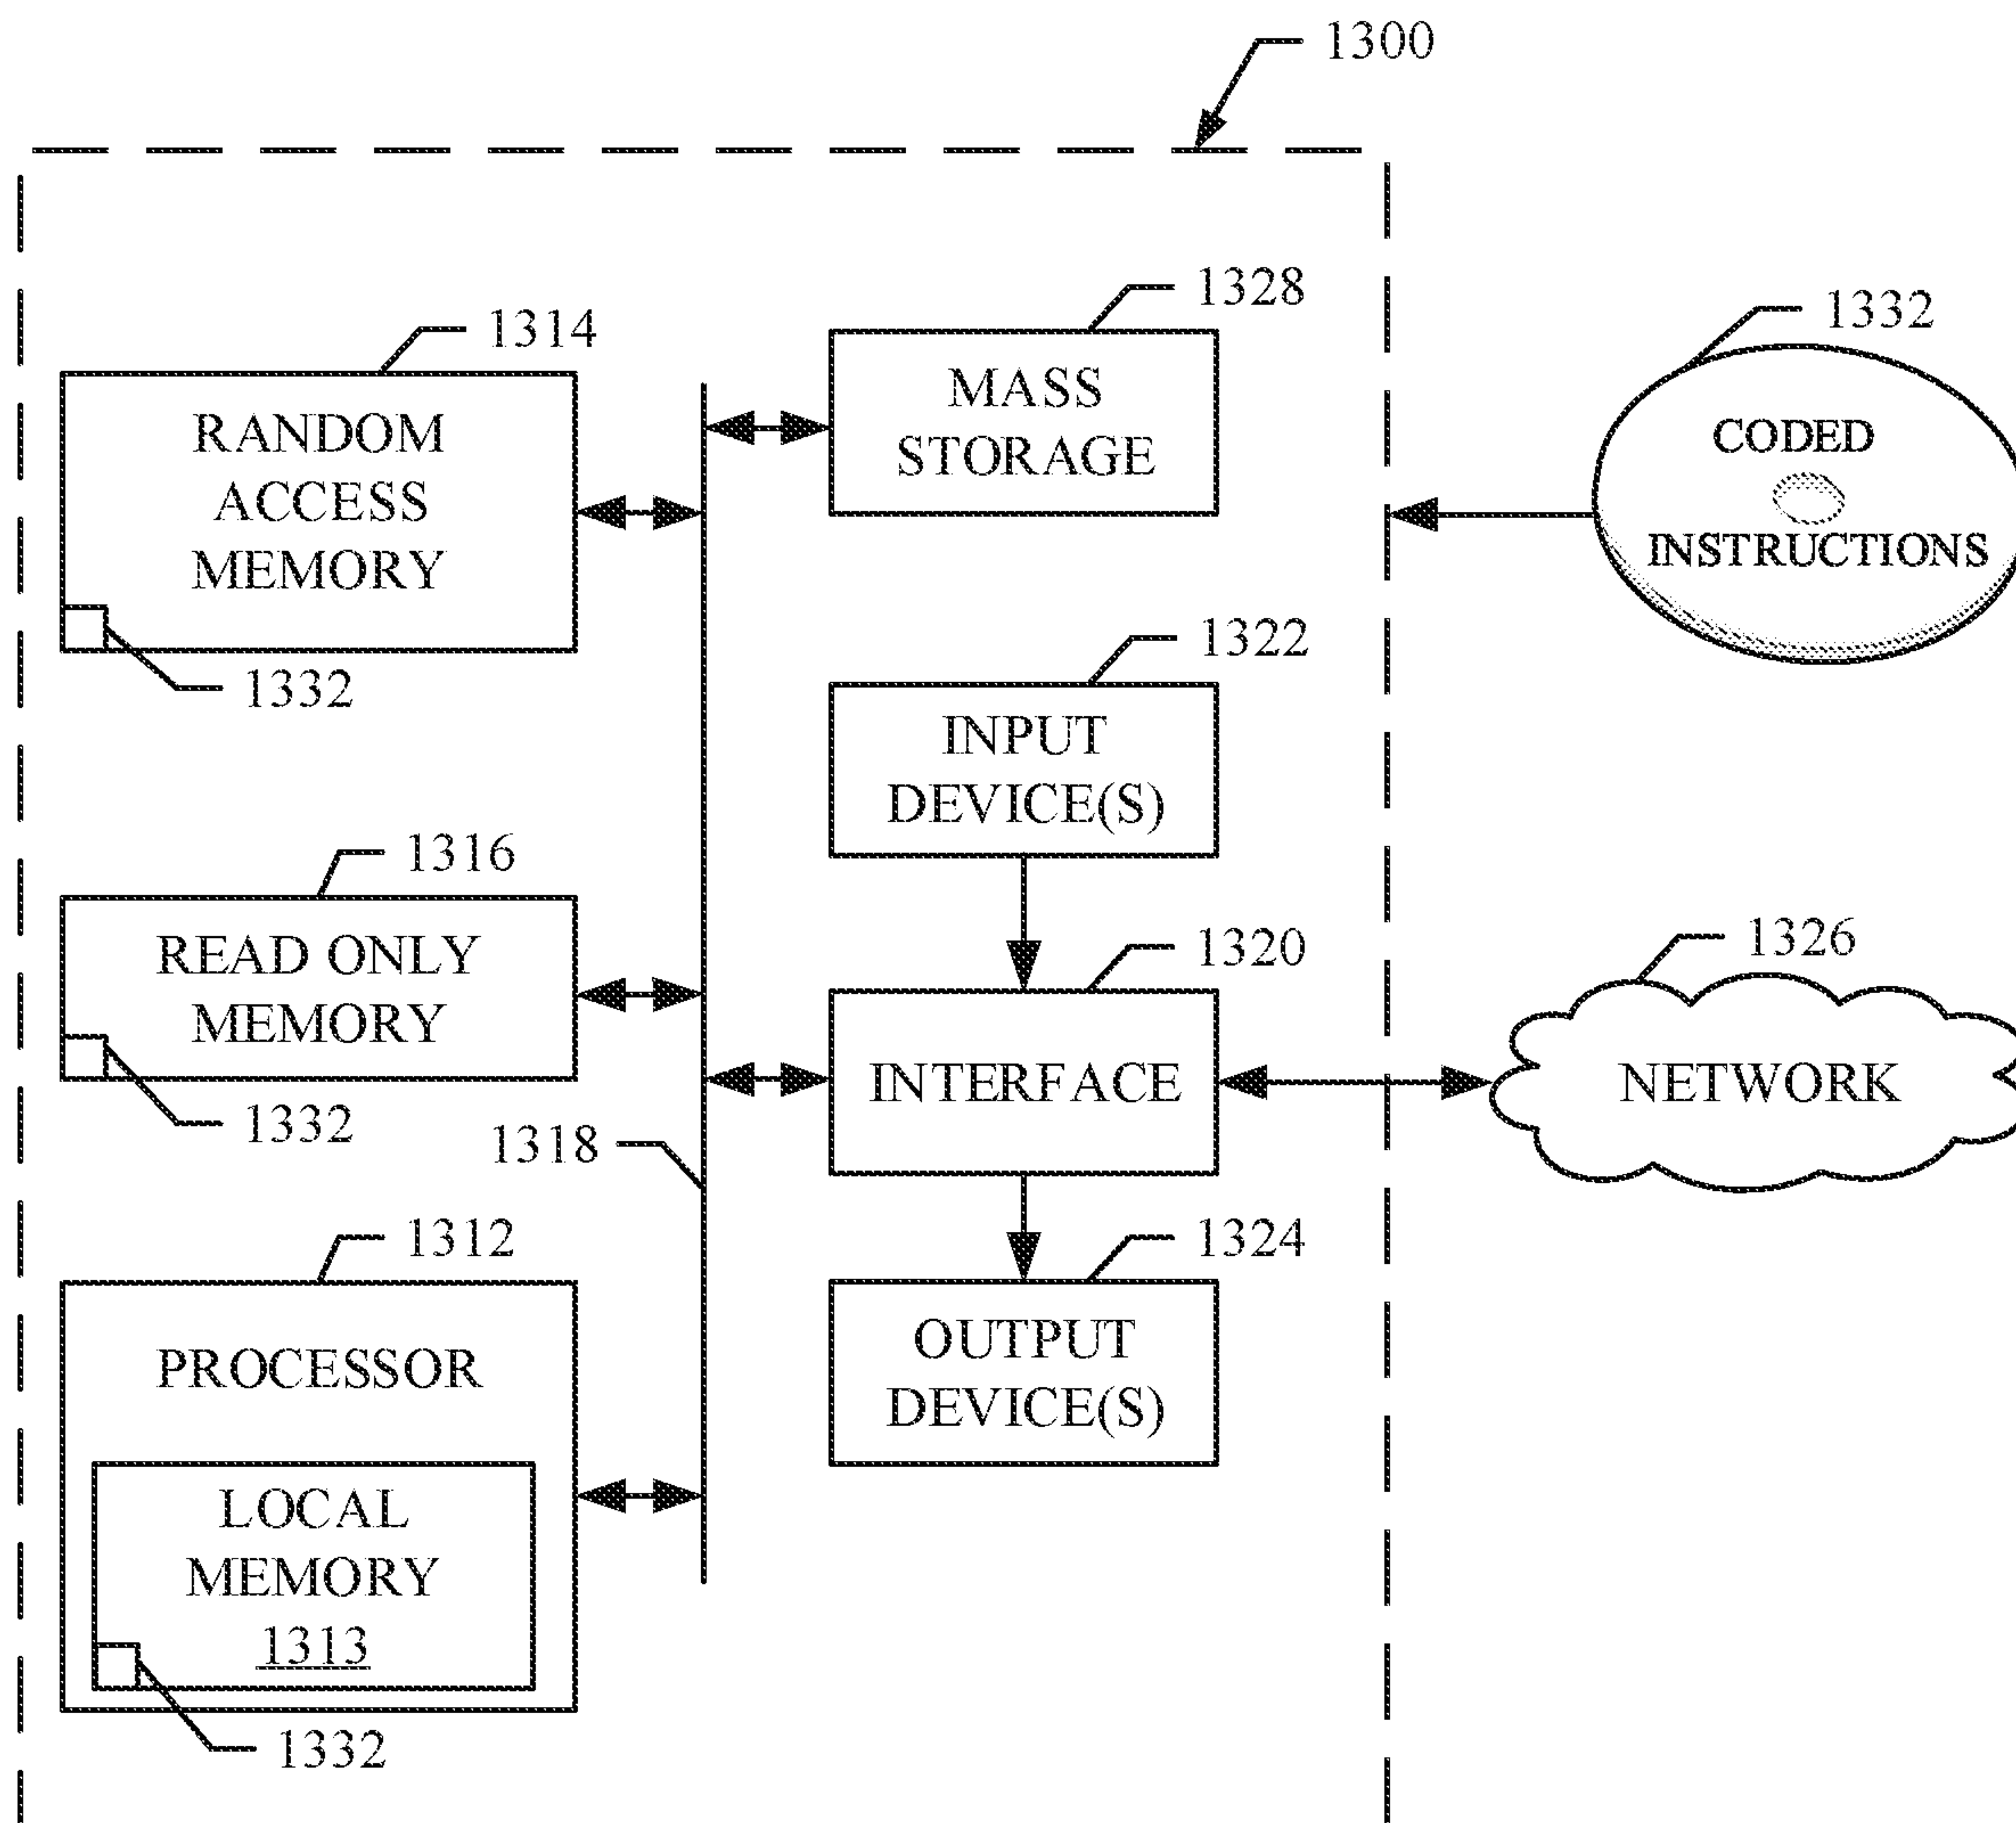 1300
1314
RANDOM
ACCESS
MEMORY
1332
1316
READ ONLY
MEMORY
1332
1318
1312
PROCESSOR
LOCAL
MEMORY
1313
1332
1328
MASS
STORAGE
1322
INPUT
DEVICE(S)
1320
INTERFACE
1324
OUTPUT
DEVICE(S)
1332
CODED
INSTRUCTIONS
1326
NETWORK